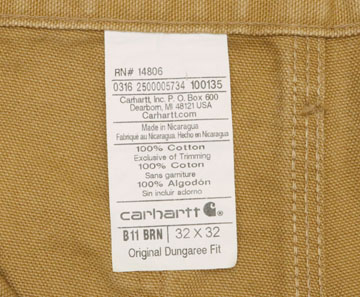 RN# 14806
0316 2500005734 100135
Carhartt, Inc. P.O. Box 600
Dearborn, MI 48121 USA
Carhartt.com
Made in Nicaragua
Fabriqué au Nicaragua. Hecho en Nicaragua
100% Cotton
Exclusive of Trimming
100% Coton
Sans garniture
100% Algodón
Sin incluir adorno
carhartt
B11 BRN 32 X 32
Original Dungaree Fit